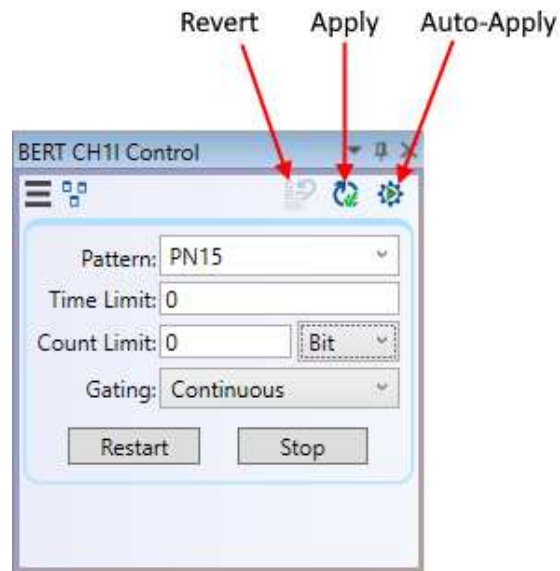 Revert Apply Auto-Apply
BERT CH1I Control
Pattern: PN15
Time Limit: 0
Count Limit: 0 Bit
Gating: Continuous
Restart Stop